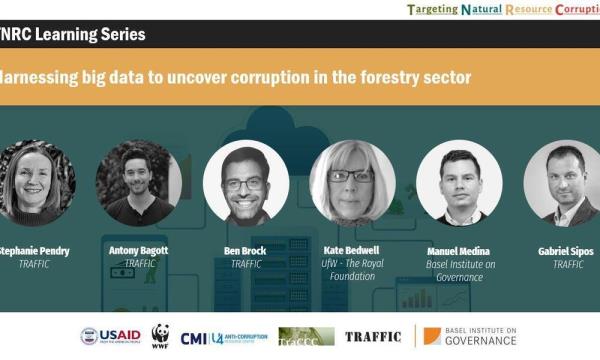 Targeting Natural Resource Corruptio
TNRC Learning Series
Harnessing big data to uncover corruption in the forestry sector
Stephanie Pendry
TRAFFIC
Antony Bagott
TRAFFIC
Ben Brock
TRAFFIC
Kate Bedwell
UfW - The Royal
Foundation
Manuel Medina
Basel Institute on
Governance
Gabriel Sipos
TRAFFIC
USAID
FROM THE AMERICAN PEOPLE
WWF
CMI U4 ANTI-CORRUPTION
RESOURCE CENTRE
TraCCC
TRAFFIC
BASEL INSTITUTE ON
GOVERNANCE